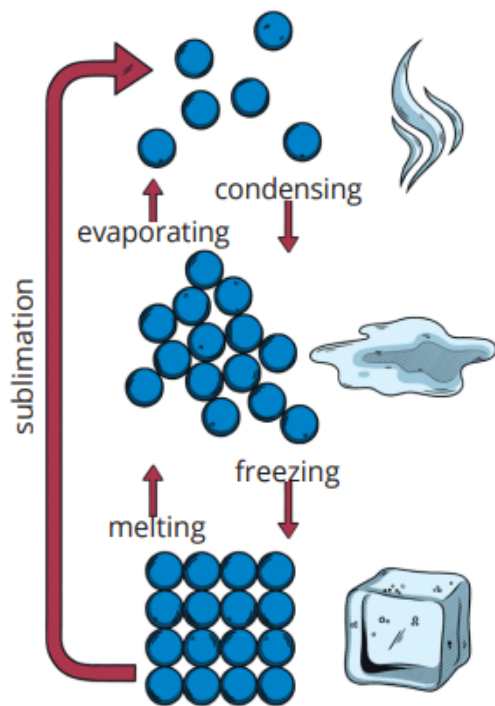 condensing
evaporating
sublimation
freezing
melting